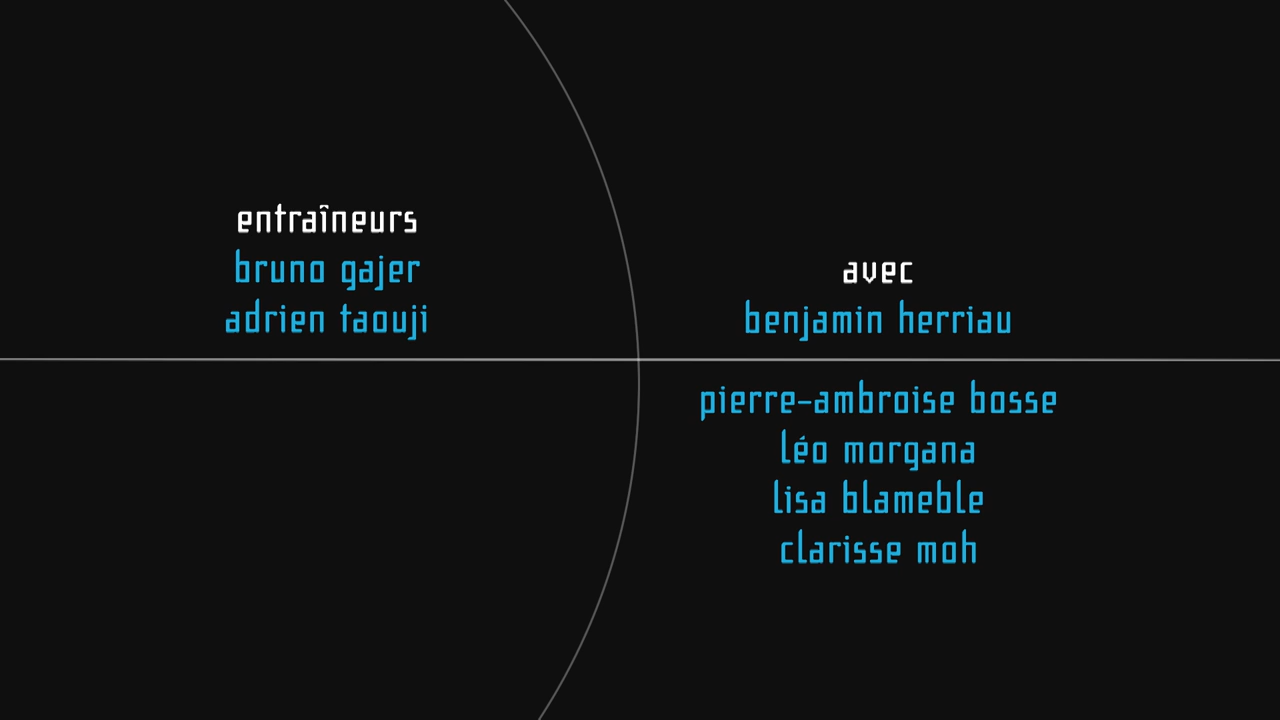 entraîneurs
bruno gajer
adrien taouji
avec
benjamin herriau
pierre-ambroise bosse
léo morgana
lisa blameble
clarisse moh